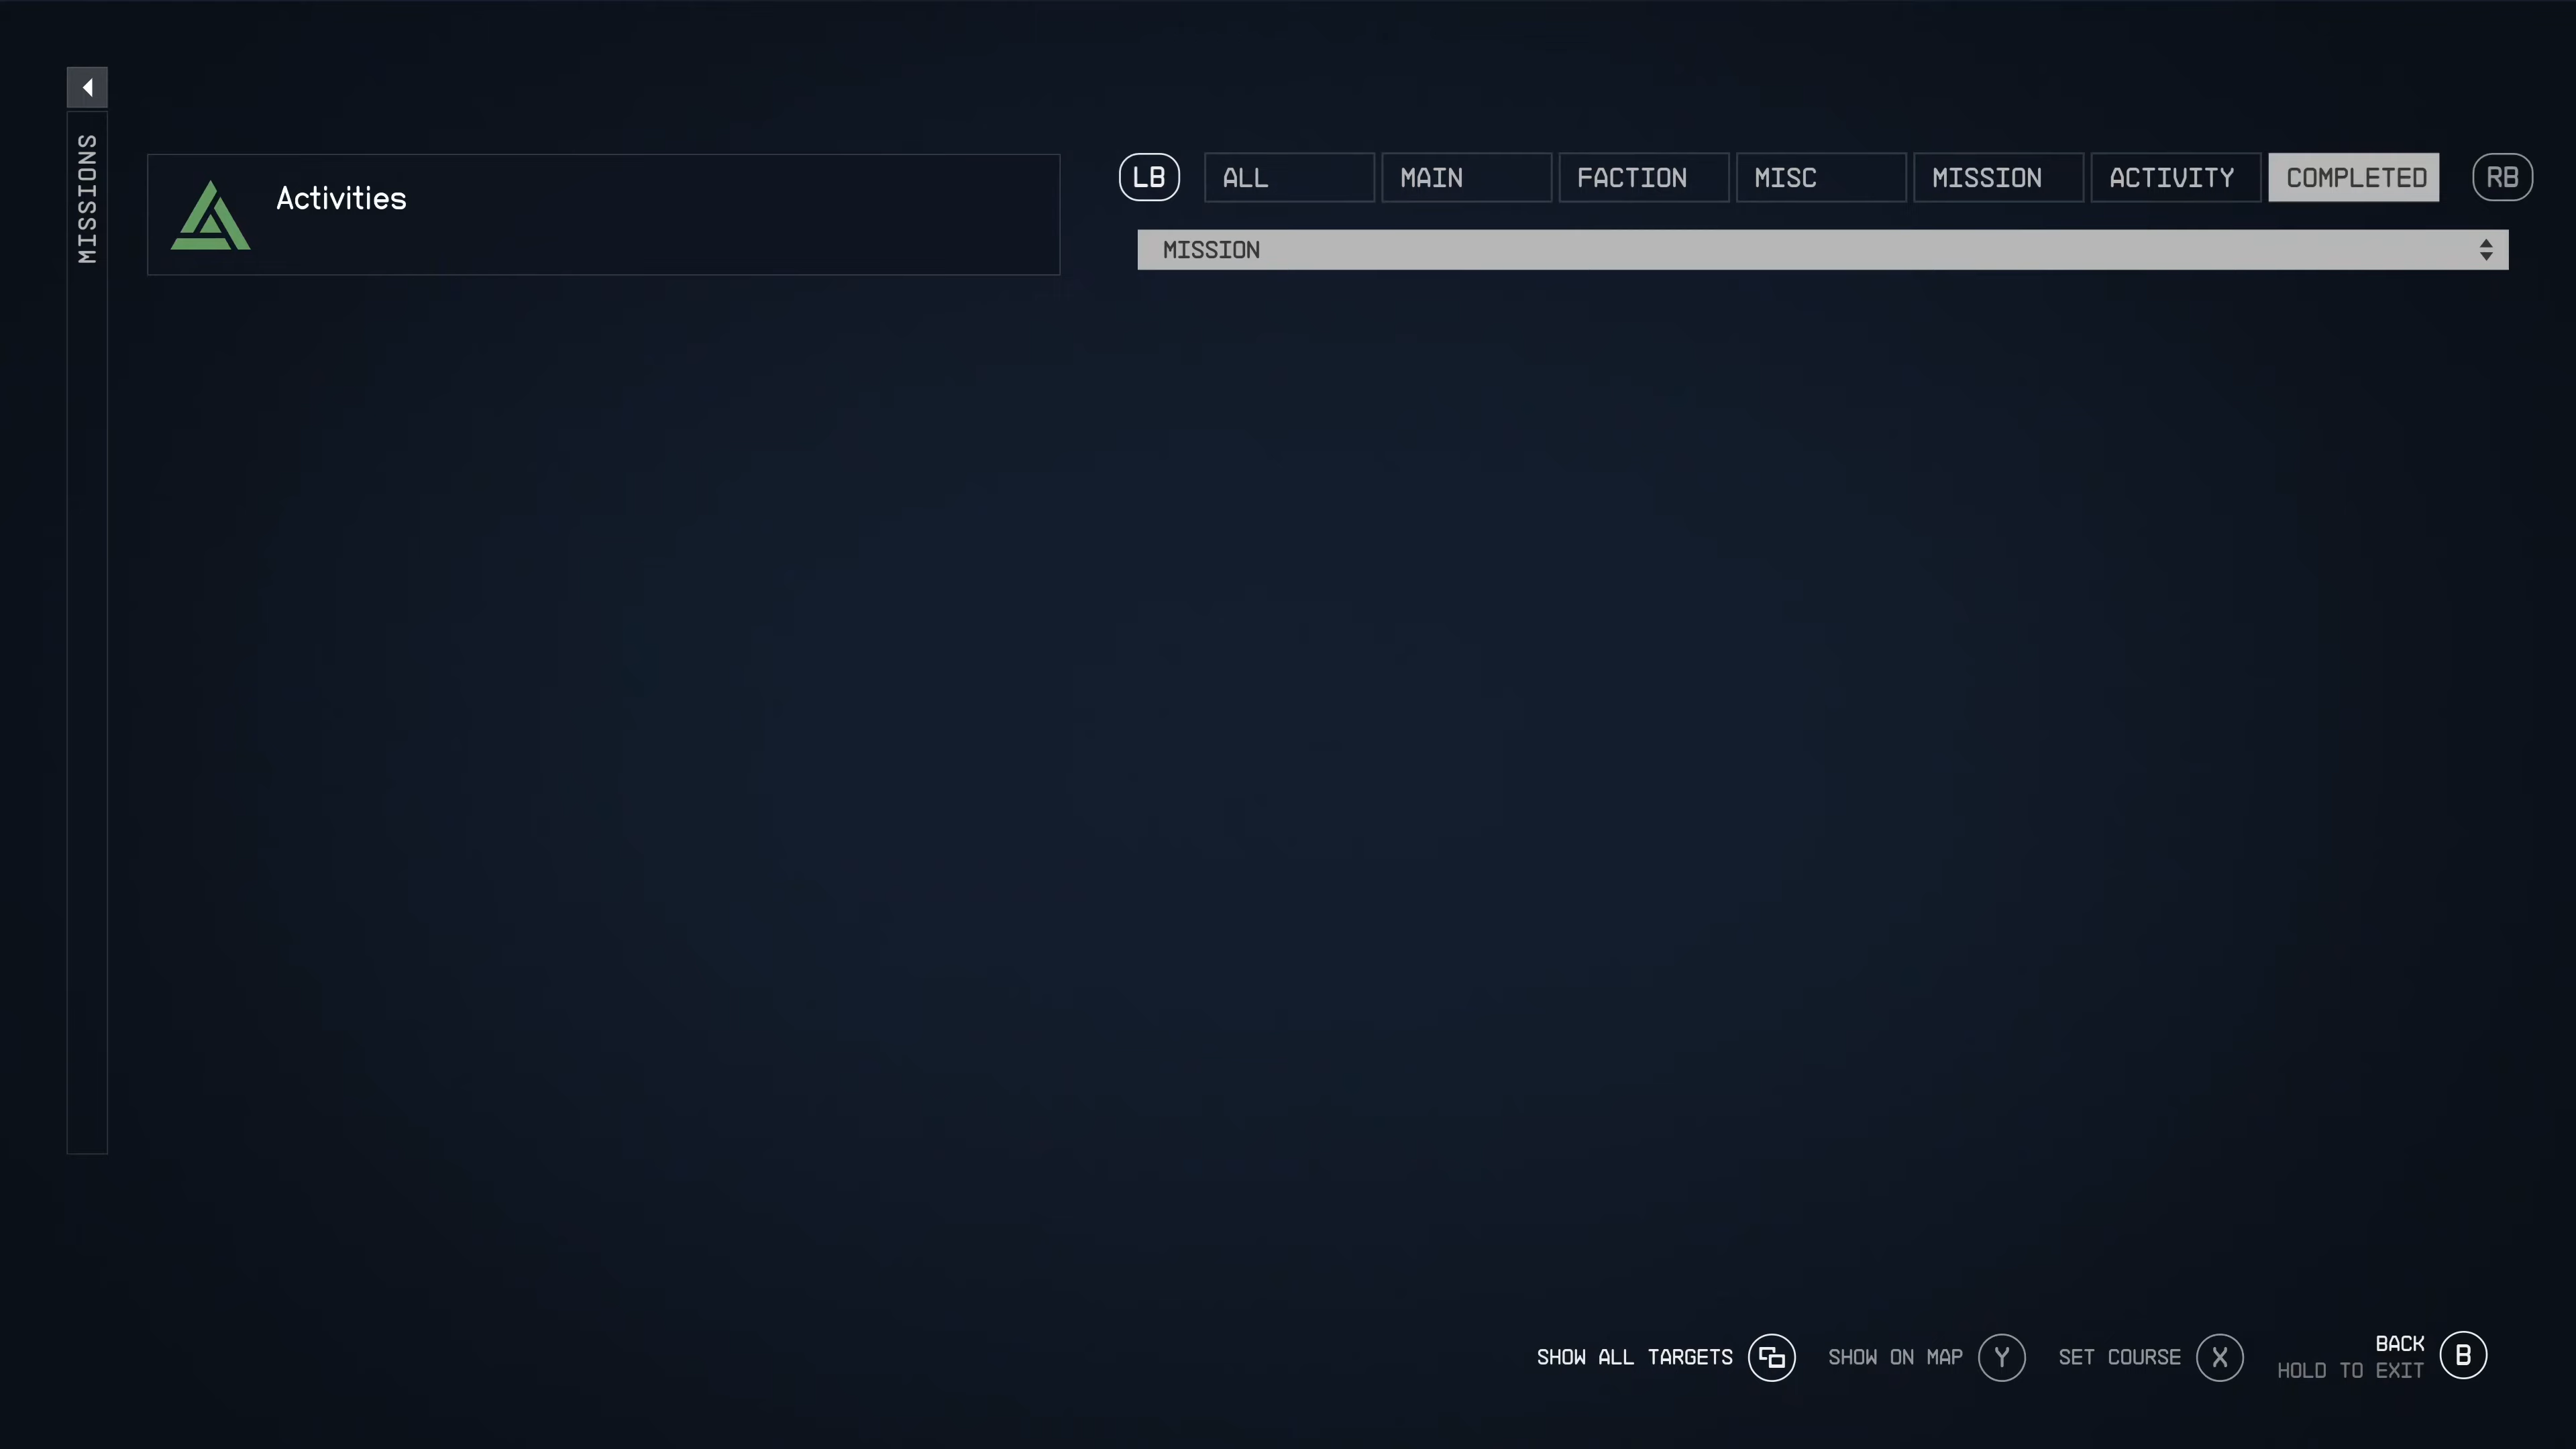 MISSIONS
Activities
LB ALL MAIN FACTION MISC MISSION ACTIVITY COMPLETED RB
MISSION
SHOW ALL TARGETS SHOW ON MAP Y SET COURSE X BACK B
HOLD TO EXIT